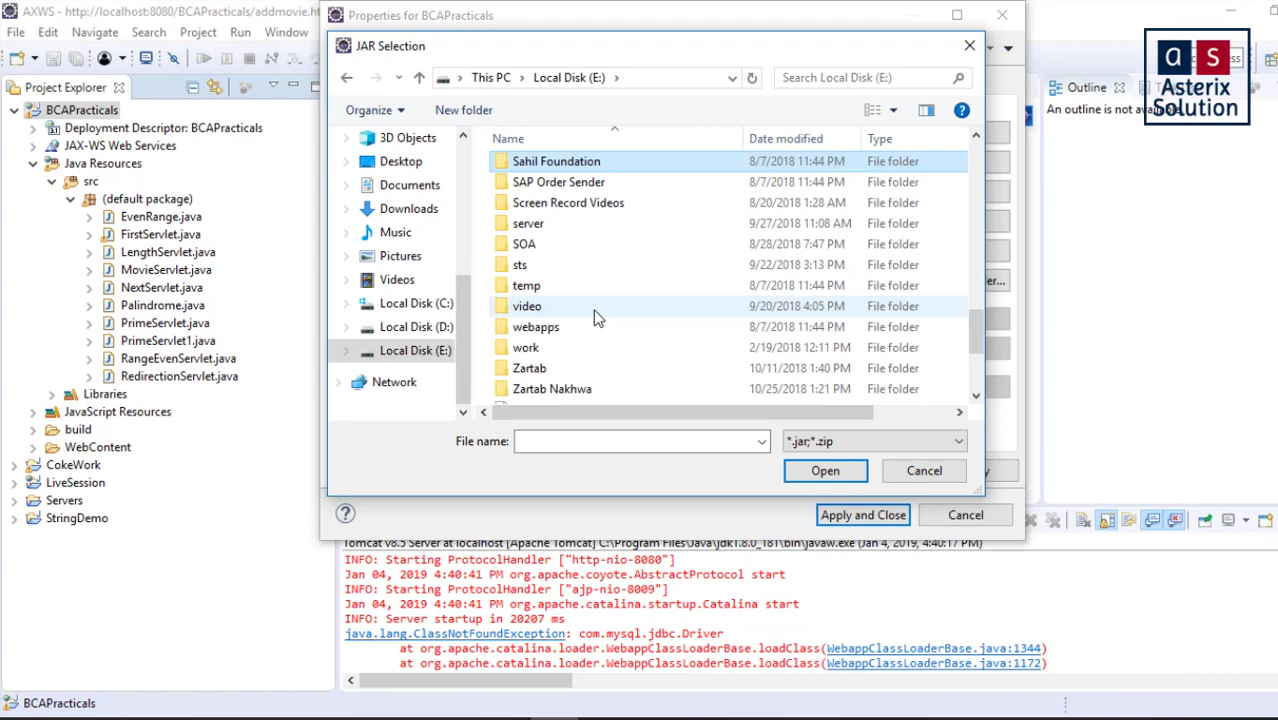 AXWS - http://localhost:8080/BCAPracticals/addmovie.ht
File Edit Navigate Search Project Run Window
Project Explorer
BCAPracticals
Deployment Descriptor: BCAPracticals
JAX-WS Web Services
Java Resources
src
(default package)
EvenRange.java
FirstServlet.java
LengthServlet.java
MovieServlet.java
NextServlet.java
Palindrome.java
PrimeServlet.java
PrimeServlet1.java
RangeEvenServlet.java
RedirectionServlet.java
Libraries
JavaScript Resources
build
WebContent
CokeWork
LiveSession
Servers
StringDemo
BCAPracticals
Properties for BCAPracticals
JAR Selection
This PC
Local Disk (E:)
Search Local Disk (E:)
Organize
New folder
3D Objects
Desktop
Documents
Downloads
Music
Pictures
Videos
Local Disk (C:)
Local Disk (D:)
Local Disk (E:)
Network
Name Date modified Type
Sahil Foundation 8/7/2018 11:44 PM File folder
SAP Order Sender 8/7/2018 11:44 PM File folder
Screen Record Videos 8/20/2018 1:28 AM File folder
server 9/27/2018 11:08 AM File folder
SOA 8/28/2018 7:47 PM File folder
sts 9/22/2018 3:13 PM File folder
temp 8/7/2018 11:44 PM File folder
video 9/20/2018 4:05 PM File folder
webapps 8/7/2018 11:44 PM File folder
work 2/19/2018 12:11 PM File folder
Zartab 10/11/2018 1:40 PM File folder
Zartab Nakhwa 10/25/2018 1:21 PM File folder
File name:
*.jar;*.zip
Open
Cancel
er...
y
Apply and Close
Cancel
Outline
An outline is not ava
as
Asterix
Solution
Tomcat v8.5 Server at localhost [Apache Tomcat] C:\Program Files\Java\jdk1.8.0_181\bin\javaw.exe (Jan 4, 2019, 4:40:17 PM)
INFO: Starting ProtocolHandler ["http-nio-8080"]
Jan 04, 2019 4:40:41 PM org.apache.coyote.AbstractProtocol start
INFO: Starting ProtocolHandler ["ajp-nio-8009"]
Jan 04, 2019 4:40:41 PM org.apache.catalina.startup.Catalina start
INFO: Server startup in 20207 ms
java.lang.ClassNotFoundException: com.mysql.jdbc.Driver
at org.apache.catalina.loader.WebappClassLoaderBase.loadClass(WebappClassLoaderBase.java:1344)
at org.apache.catalina.loader.WebappClassLoaderBase.loadClass(WebappClassLoaderBase.java:1172)